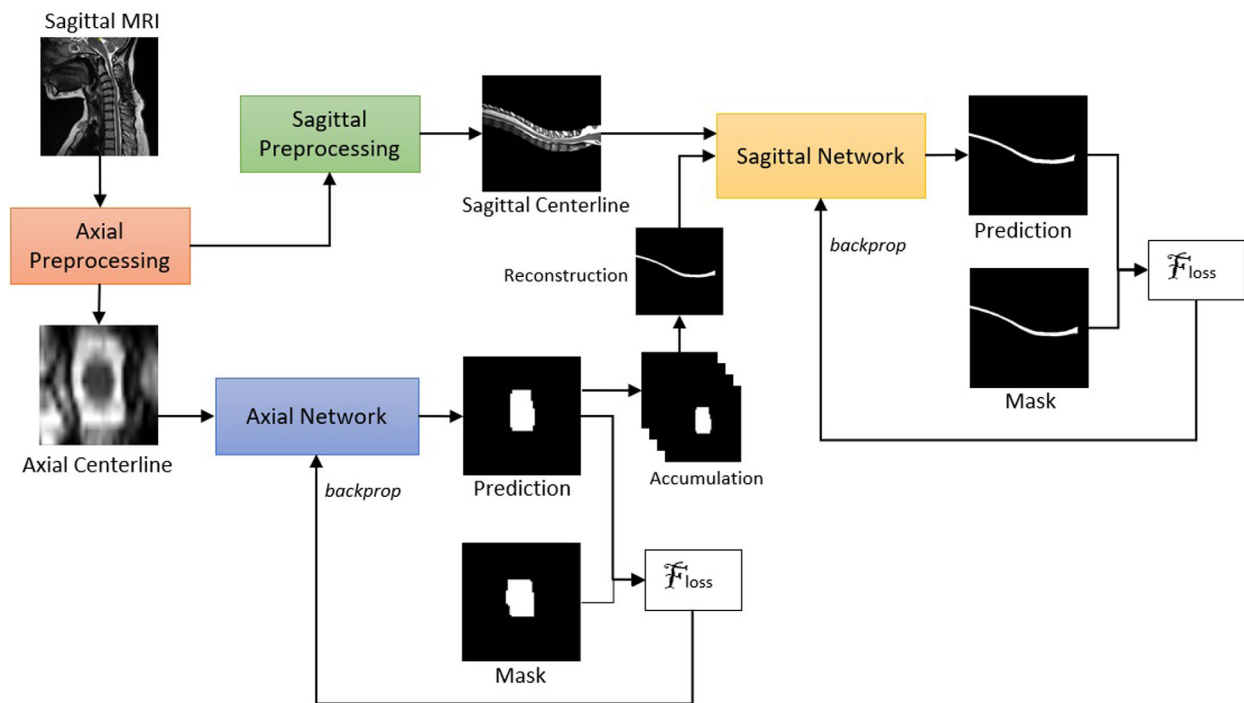 Sagittal MRI
Sagittal
Preprocessing
Sagittal Centerline
Sagittal Network
Prediction
backprop
ℱloss
Mask
Axial
Preprocessing
Reconstruction
Axial Centerline
Axial Network
Prediction
Accumulation
backprop
ℱloss
Mask